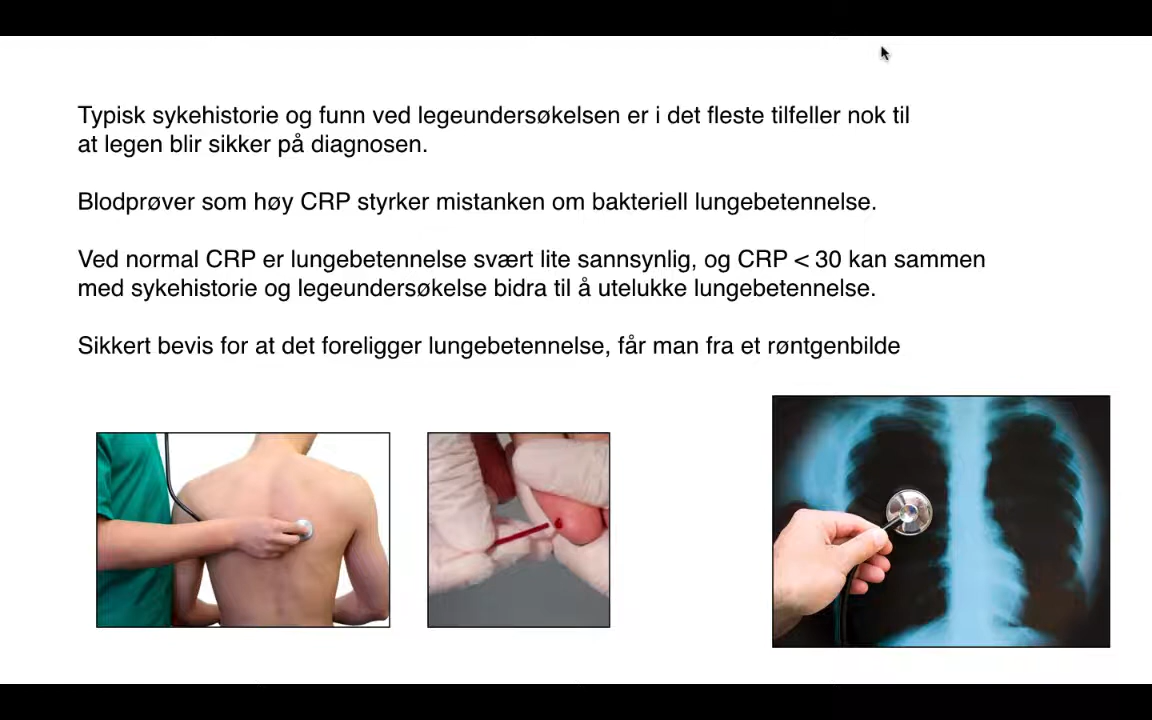 Typisk sykehistorie og funn ved legeundersøkelsen er i det fleste tilfeller nok til
at legen blir sikker på diagnosen.
Blodprøver som høy CRP styrker mistanken om bakteriell lungebetennelse.
Ved normal CRP er lungebetennelse svært lite sannsynlig, og CRP < 30 kan sammen
med sykehistorie og legeundersøkelse bidra til å utelukke lungebetennelse.
Sikkert bevis for at det foreligger lungebetennelse, får man fra et røntgenbilde